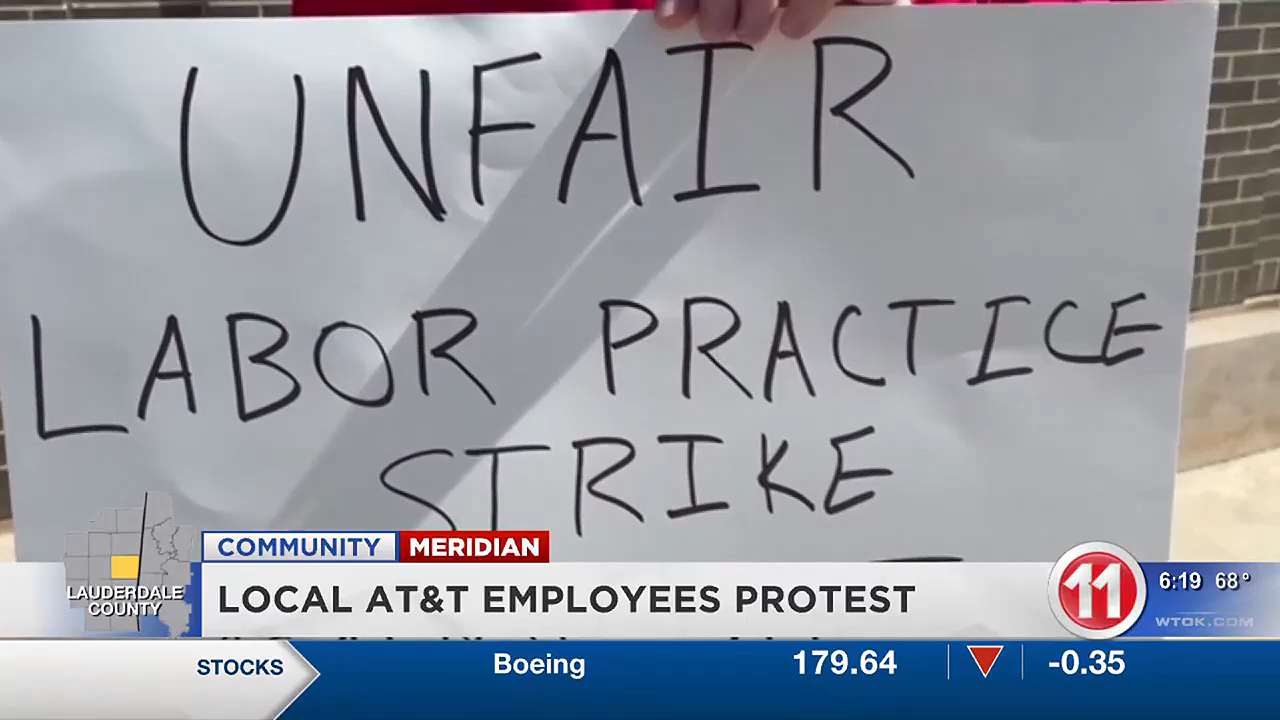 UNFAIR
LABOR PRACTICE
STRIKE
COMMUNITY MERIDIAN
LAUDERDALE
COUNTY
LOCAL AT&T EMPLOYEES PROTEST
11
6:19 68°
WTOK.COM
STOCKS Boeing 179.64 -0.35